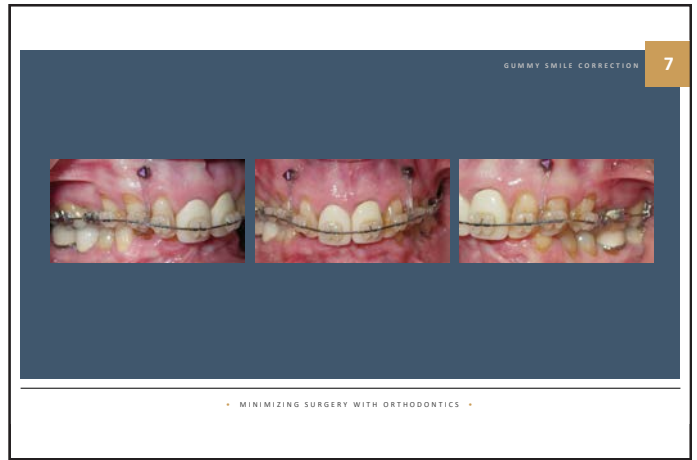 GUMMY SMILE CORRECTION
7
• MINIMIZING SURGERY WITH ORTHODONTICS •